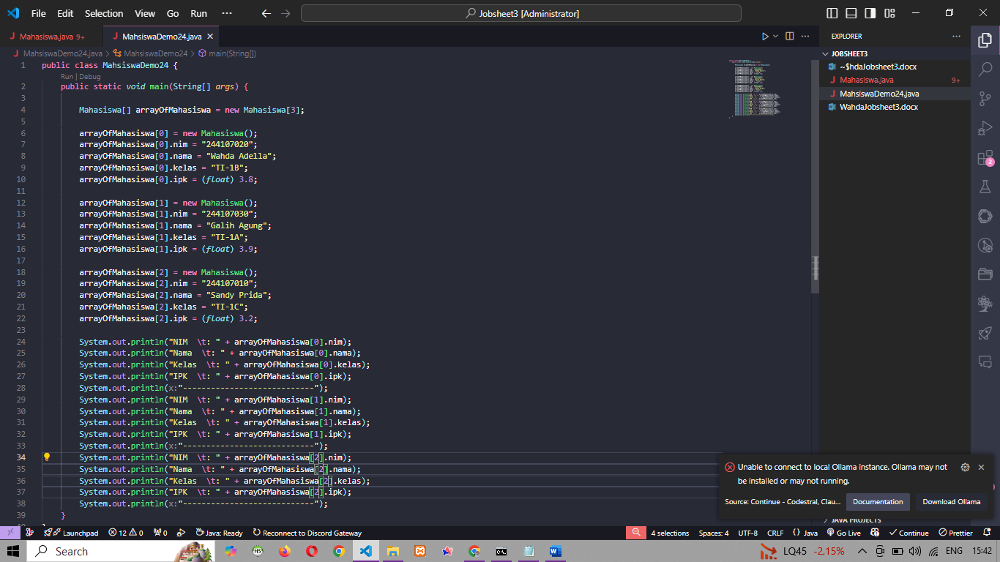 File Edit Selection View Go Run ··· Jobsheet3 [Administrator]
Mahasiswa.java 9+ MahsiswaDemo24.java
MahsiswaDemo24.java > MahsiswaDemo24 > main(String[])
1 public class MahsiswaDemo24 {
Run | Debug
2 public static void main(String[] args) {
3
4 Mahasiswa[] arrayOfMahasiswa = new Mahasiswa[3];
5
6 arrayOfMahasiswa[0] = new Mahasiswa();
7 arrayOfMahasiswa[0].nim = "244107020";
8 arrayOfMahasiswa[0].nama = "Wahda Adella";
9 arrayOfMahasiswa[0].kelas = "TI-1B";
10 arrayOfMahasiswa[0].ipk = (float) 3.8;
11
12 arrayOfMahasiswa[1] = new Mahasiswa();
13 arrayOfMahasiswa[1].nim = "244107030";
14 arrayOfMahasiswa[1].nama = "Galih Agung";
15 arrayOfMahasiswa[1].kelas = "TI-1A";
16 arrayOfMahasiswa[1].ipk = (float) 3.9;
17
18 arrayOfMahasiswa[2] = new Mahasiswa();
19 arrayOfMahasiswa[2].nim = "244107010";
20 arrayOfMahasiswa[2].nama = "Sandy Prida";
21 arrayOfMahasiswa[2].kelas = "TI-1C";
22 arrayOfMahasiswa[2].ipk = (float) 3.2;
23
24 System.out.println("NIM  \t: " + arrayOfMahasiswa[0].nim);
25 System.out.println("Nama  \t: " + arrayOfMahasiswa[0].nama);
26 System.out.println("Kelas  \t: " + arrayOfMahasiswa[0].kelas);
27 System.out.println("IPK  \t: " + arrayOfMahasiswa[0].ipk);
28 System.out.println(x:"----------------------------");
29 System.out.println("NIM  \t: " + arrayOfMahasiswa[1].nim);
30 System.out.println("Nama  \t: " + arrayOfMahasiswa[1].nama);
31 System.out.println("Kelas  \t: " + arrayOfMahasiswa[1].kelas);
32 System.out.println("IPK  \t: " + arrayOfMahasiswa[1].ipk);
33 System.out.println(x:"----------------------------");
34 System.out.println("NIM  \t: " + arrayOfMahasiswa[2].nim);
35 System.out.println("Nama  \t: " + arrayOfMahasiswa[2].nama);
36 System.out.println("Kelas  \t: " + arrayOfMahasiswa[2].kelas);
37 System.out.println("IPK  \t: " + arrayOfMahasiswa[2].ipk);
38 System.out.println(x:"----------------------------");
39 }
EXPLORER
JOBSHEET3
~$hdaJobsheet3.docx
Mahasiswa.java 9+
MahsiswaDemo24.java
WahdaJobsheet3.docx
2
Unable to connect to local Ollama instance. Ollama may not
be installed or may not running.
Source: Continue - Codestral, Clau... Documentation Download Ollama
JAVA PROJECTS
Launchpad 12 0 0 Java: Ready Reconnect to Discord Gateway 4 selections Spaces: 4 UTF-8 CRLF {} Java Go Live Continue Prettier
Search LQ45 -2,15% ENG 15:42